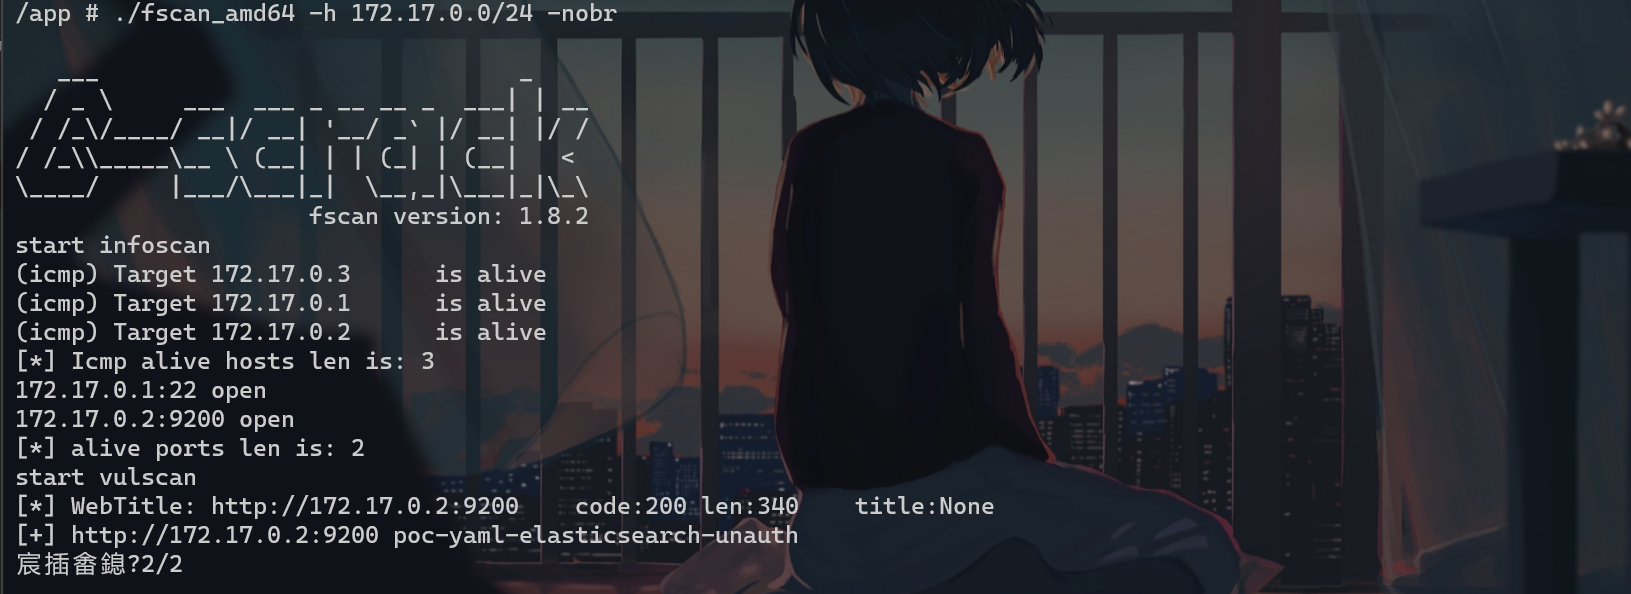 /app # ./fscan_amd64 -h 172.17.0.0/24 -nobr
   ___                              _
  / _ \     ___  ___ _ __ __ _  ___| | __
 / /_\/____/ __|/ __| '__/ _` |/ __| |/ /
/ /_\\_____\__ \ (__| | | (_| | (__|   <
\____/     |___/\___|_|  \__,_|\___|_|\_\
                     fscan version: 1.8.2
start infoscan
(icmp) Target 172.17.0.3      is alive
(icmp) Target 172.17.0.1      is alive
(icmp) Target 172.17.0.2      is alive
[*] Icmp alive hosts len is: 3
172.17.0.1:22 open
172.17.0.2:9200 open
[*] alive ports len is: 2
start vulscan
[*] WebTitle: http://172.17.0.2:9200    code:200 len:340    title:None
[+] http://172.17.0.2:9200 poc-yaml-elasticsearch-unauth
宸插畬鎴?2/2